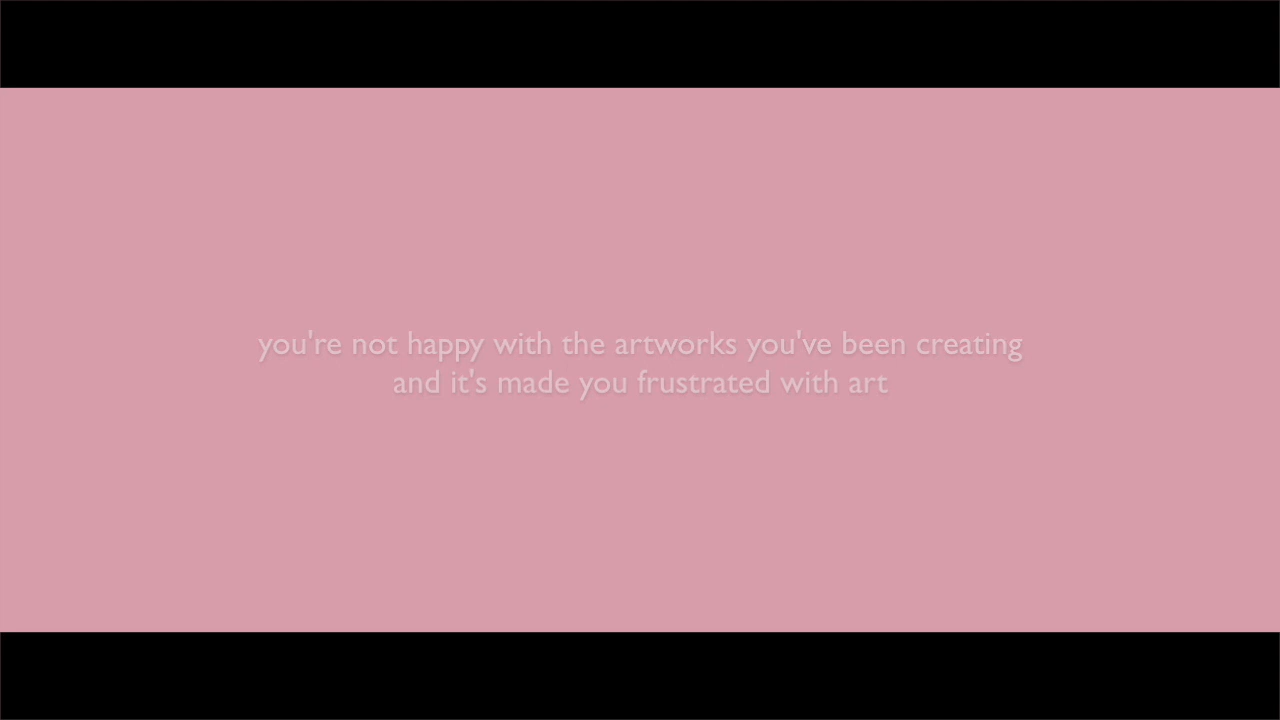 you're not happy with the artworks you've been creating
and it's made you frustrated with art